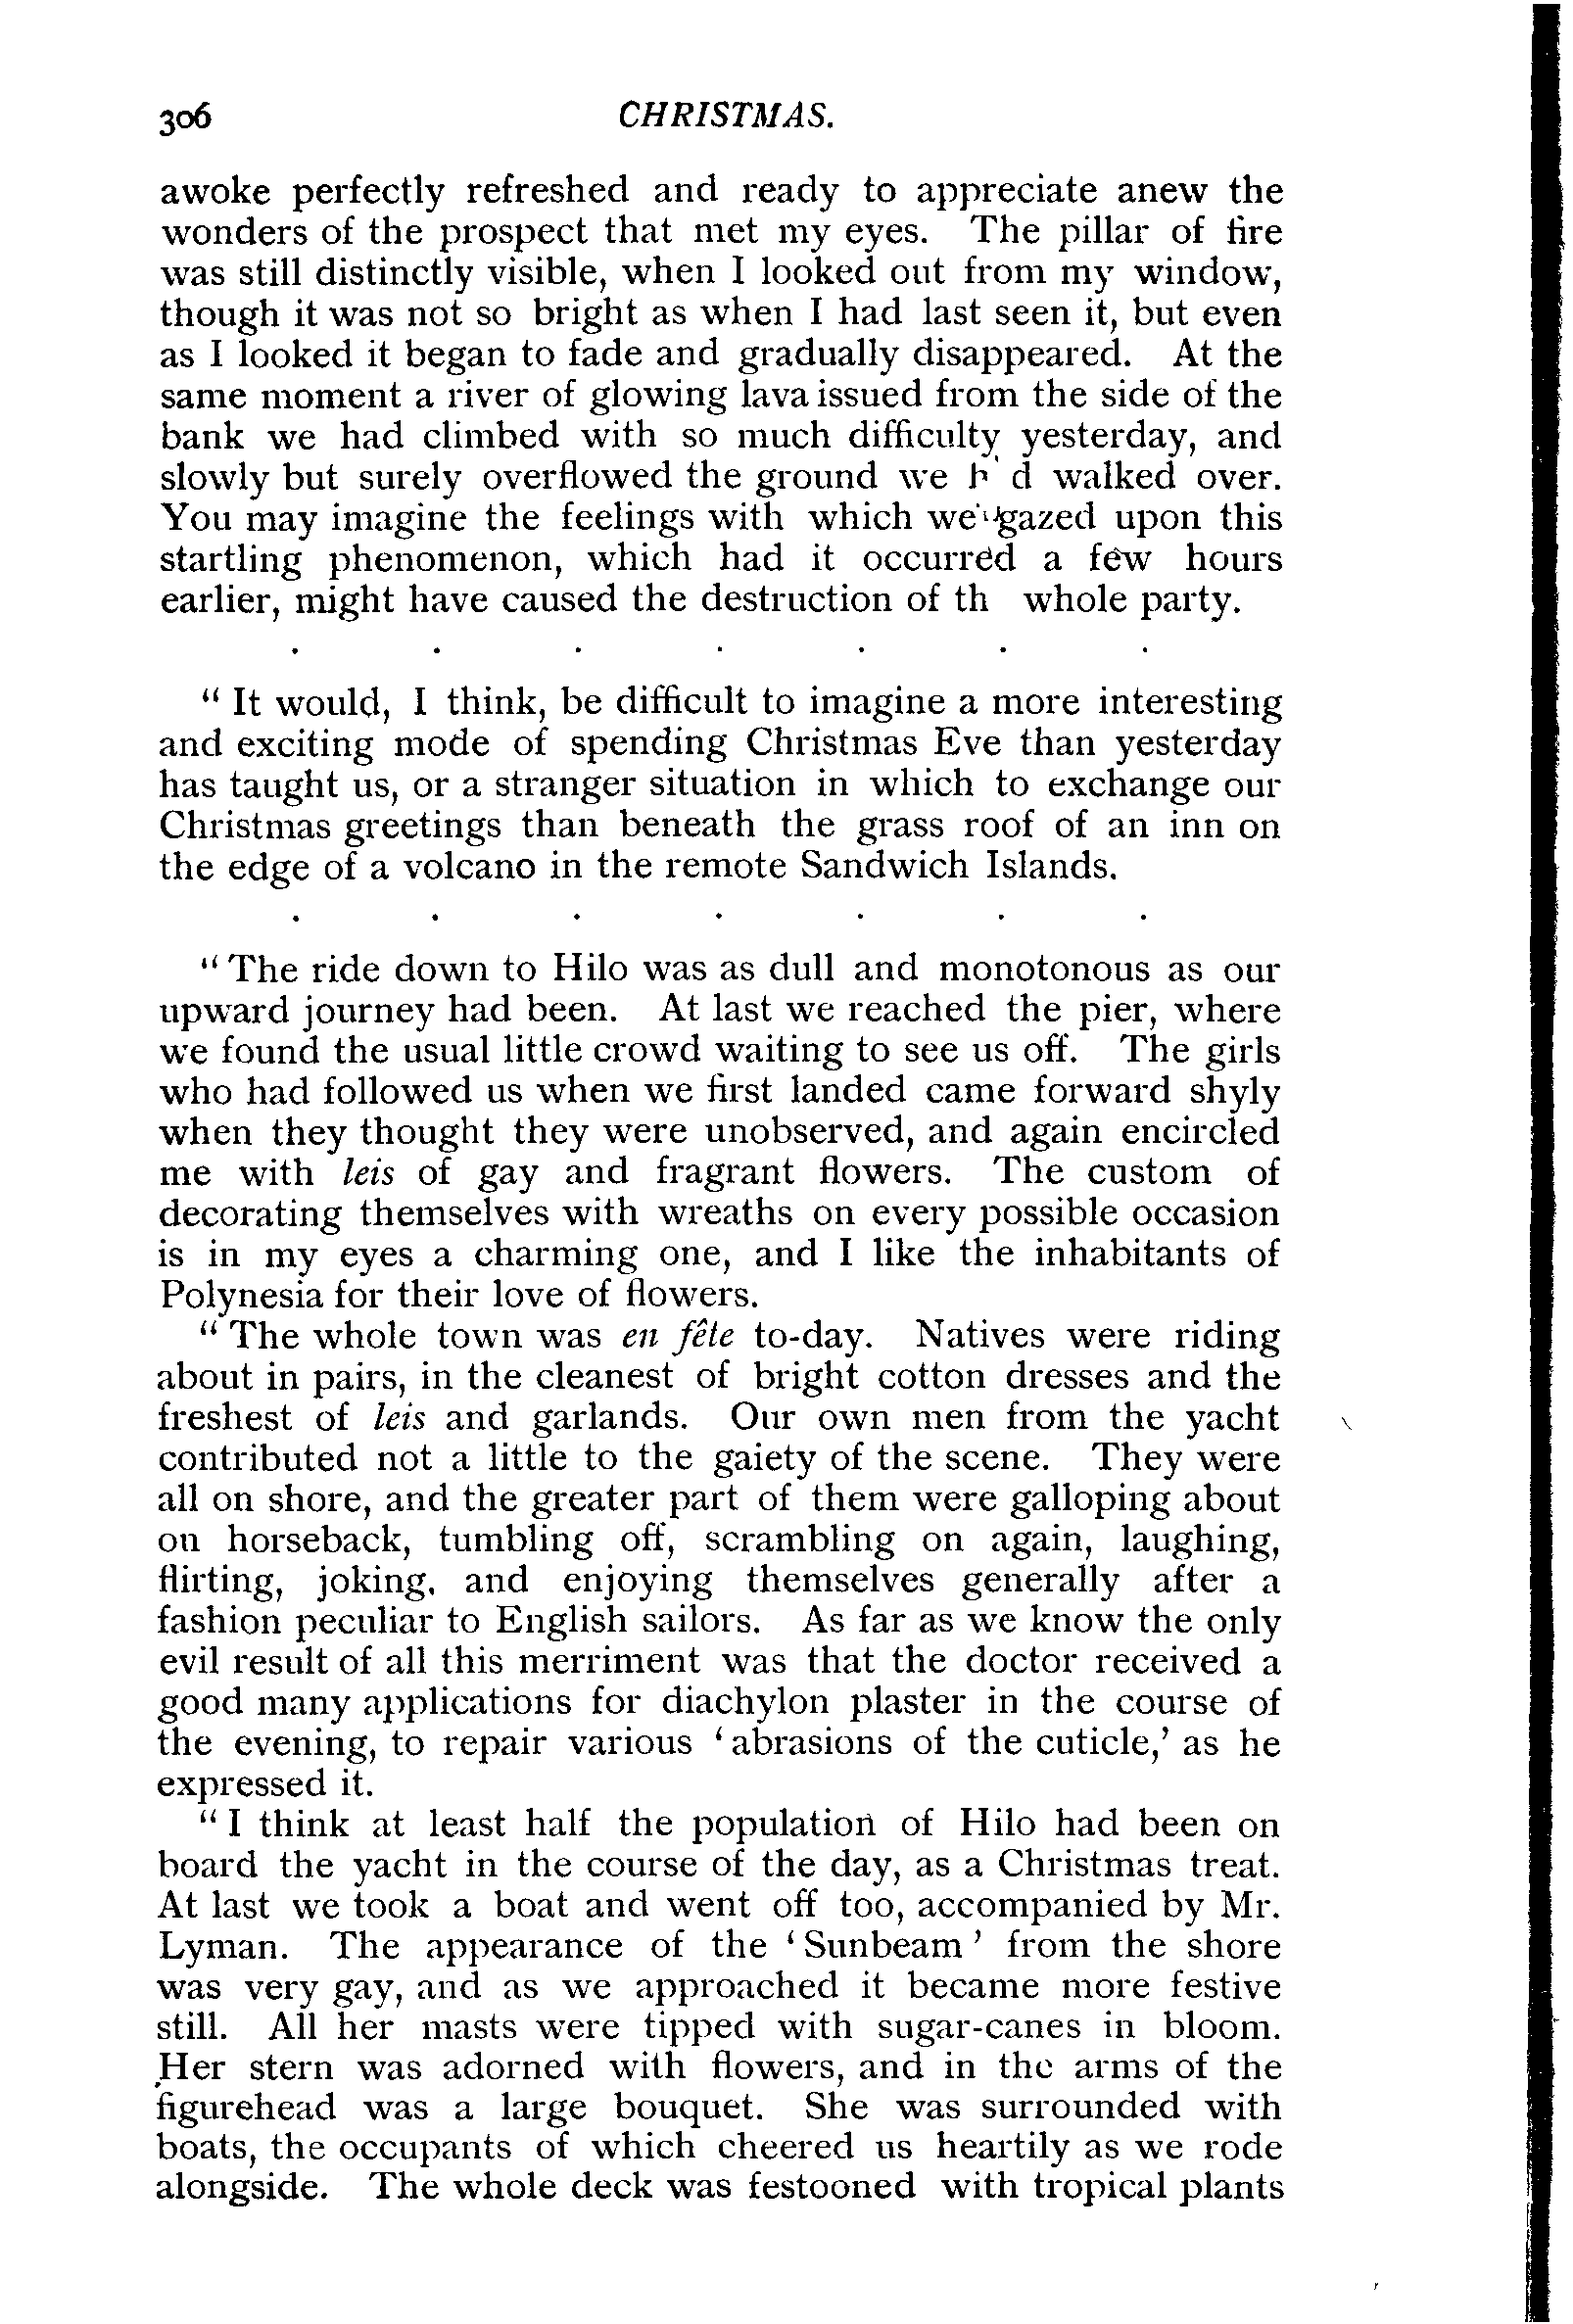 306 CHRISTMAS.
awoke perfectly refreshed and ready to appreciate anew the
wonders of the prospect that met my eyes. The pillar of fire
was still distinctly visible, when I looked out from my window,
though it was not so bright as when I had last seen it, but even
as I looked it began to fade and gradually disappeared. At the
same moment a river of glowing lava issued from the side of the
bank we had climbed with so much difficulty yesterday, and
slowly but surely overflowed the ground we h d walked over.
You may imagine the feelings with which we gazed upon this
startling phenomenon, which had it occurred a few hours
earlier, might have caused the destruction of th whole party.
. . . . . . .
“ It would, I think, be difficult to imagine a more interesting
and exciting mode of spending Christmas Eve than yesterday
has taught us, or a stranger situation in which to exchange our
Christmas greetings than beneath the grass roof of an inn on
the edge of a volcano in the remote Sandwich Islands.
. . . . . . .
“ The ride down to Hilo was as dull and monotonous as our
upward journey had been. At last we reached the pier, where
we found the usual little crowd waiting to see us off. The girls
who had followed us when we first landed came forward shyly
when they thought they were unobserved, and again encircled
me with leis of gay and fragrant flowers. The custom of
decorating themselves with wreaths on every possible occasion
is in my eyes a charming one, and I like the inhabitants of
Polynesia for their love of flowers.
“ The whole town was en fête to-day. Natives were riding
about in pairs, in the cleanest of bright cotton dresses and the
freshest of leis and garlands. Our own men from the yacht
contributed not a little to the gaiety of the scene. They were
all on shore, and the greater part of them were galloping about
on horseback, tumbling off, scrambling on again, laughing,
flirting, joking, and enjoying themselves generally after a
fashion peculiar to English sailors. As far as we know the only
evil result of all this merriment was that the doctor received a
good many applications for diachylon plaster in the course of
the evening, to repair various ‘ abrasions of the cuticle,’ as he
expressed it.
“ I think at least half the population of Hilo had been on
board the yacht in the course of the day, as a Christmas treat.
At last we took a boat and went off too, accompanied by Mr.
Lyman. The appearance of the ‘ Sunbeam ’ from the shore
was very gay, and as we approached it became more festive
still. All her masts were tipped with sugar-canes in bloom.
Her stern was adorned with flowers, and in the arms of the
figurehead was a large bouquet. She was surrounded with
boats, the occupants of which cheered us heartily as we rode
alongside. The whole deck was festooned with tropical plants